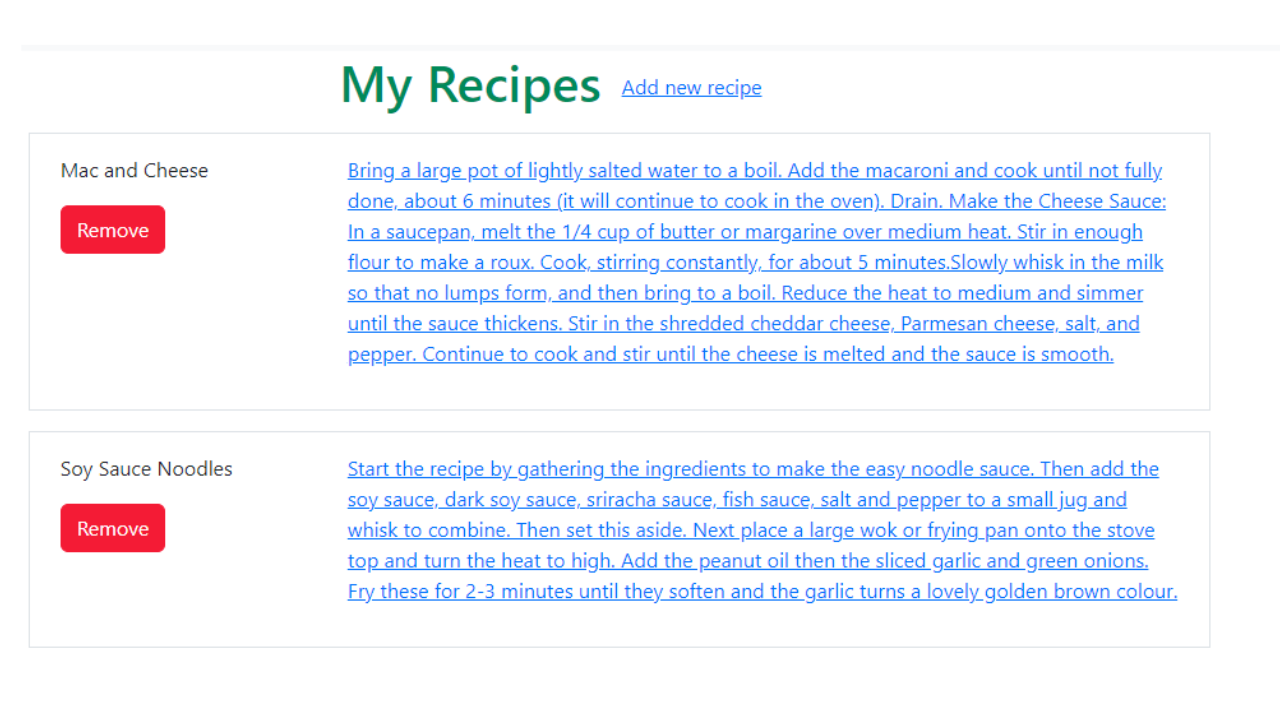 My Recipes Add new recipe
Mac and Cheese
Remove
Bring a large pot of lightly salted water to a boil. Add the macaroni and cook until not fully
done, about 6 minutes (it will continue to cook in the oven). Drain. Make the Cheese Sauce:
In a saucepan, melt the 1/4 cup of butter or margarine over medium heat. Stir in enough
flour to make a roux. Cook, stirring constantly, for about 5 minutes.Slowly whisk in the milk
so that no lumps form, and then bring to a boil. Reduce the heat to medium and simmer
until the sauce thickens. Stir in the shredded cheddar cheese, Parmesan cheese, salt, and
pepper. Continue to cook and stir until the cheese is melted and the sauce is smooth.
Soy Sauce Noodles
Remove
Start the recipe by gathering the ingredients to make the easy noodle sauce. Then add the
soy sauce, dark soy sauce, sriracha sauce, fish sauce, salt and pepper to a small jug and
whisk to combine. Then set this aside. Next place a large wok or frying pan onto the stove
top and turn the heat to high. Add the peanut oil then the sliced garlic and green onions.
Fry these for 2-3 minutes until they soften and the garlic turns a lovely golden brown colour.